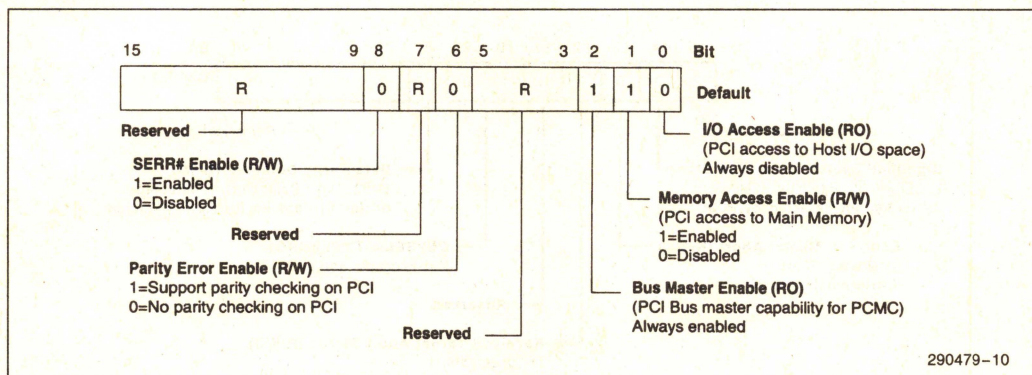 15 9 8 7 6 5 3 2 1 0 Bit
R 0 R 0 R 1 1 0 Default
Reserved
SERR# Enable (R/W)
1=Enabled
0=Disabled
Reserved
Parity Error Enable (R/W)
1=Support parity checking on PCI
0=No parity checking on PCI
Reserved
I/O Access Enable (RO)
(PCI access to Host I/O space)
Always disabled
Memory Access Enable (R/W)
(PCI access to Main Memory)
1=Enabled
0=Disabled
Bus Master Enable (RO)
(PCI Bus master capability for PCMC)
Always enabled
290479–10